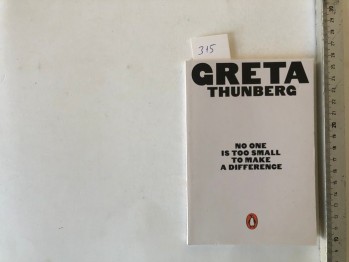 315
GRETA
THUNBERG
NO ONE
IS TOO SMALL
TO MAKE
A DIFFERENCE